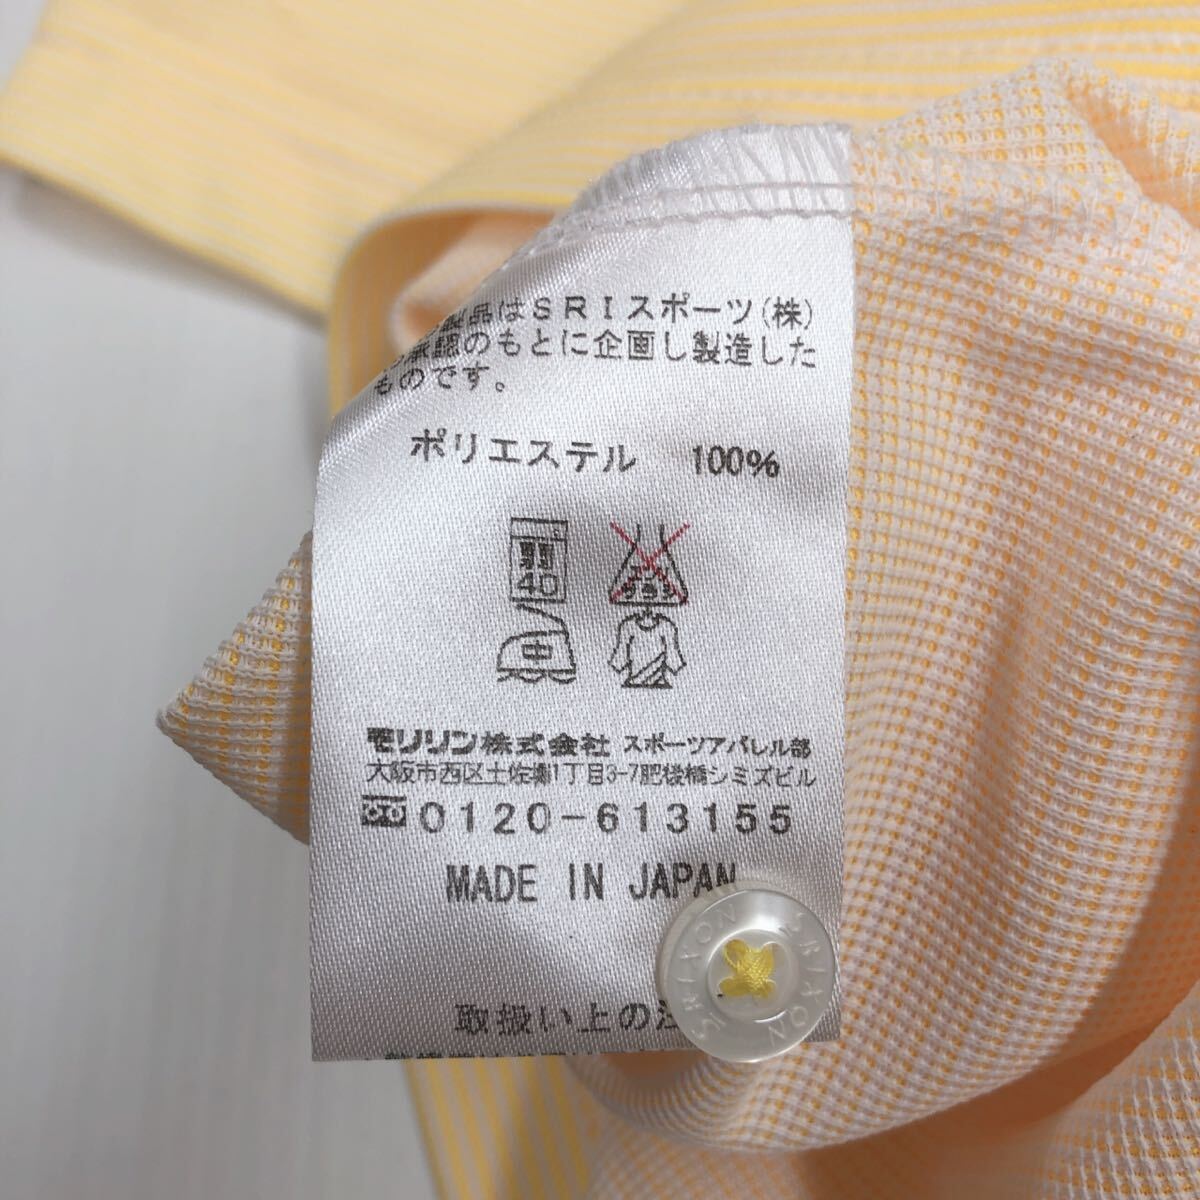 製品はSRIスポーツ(株)
承認のもとに企画し製造した
ものです。
ポリエステル 100%
弱
40
中
モリリン株式会社 スポーツアパレル部
大阪市西区土佐堀1丁目3-7肥後橋シミズビル
0120-613155
MADE IN JAPAN
SRIXON SRIXON
取扱い上の注